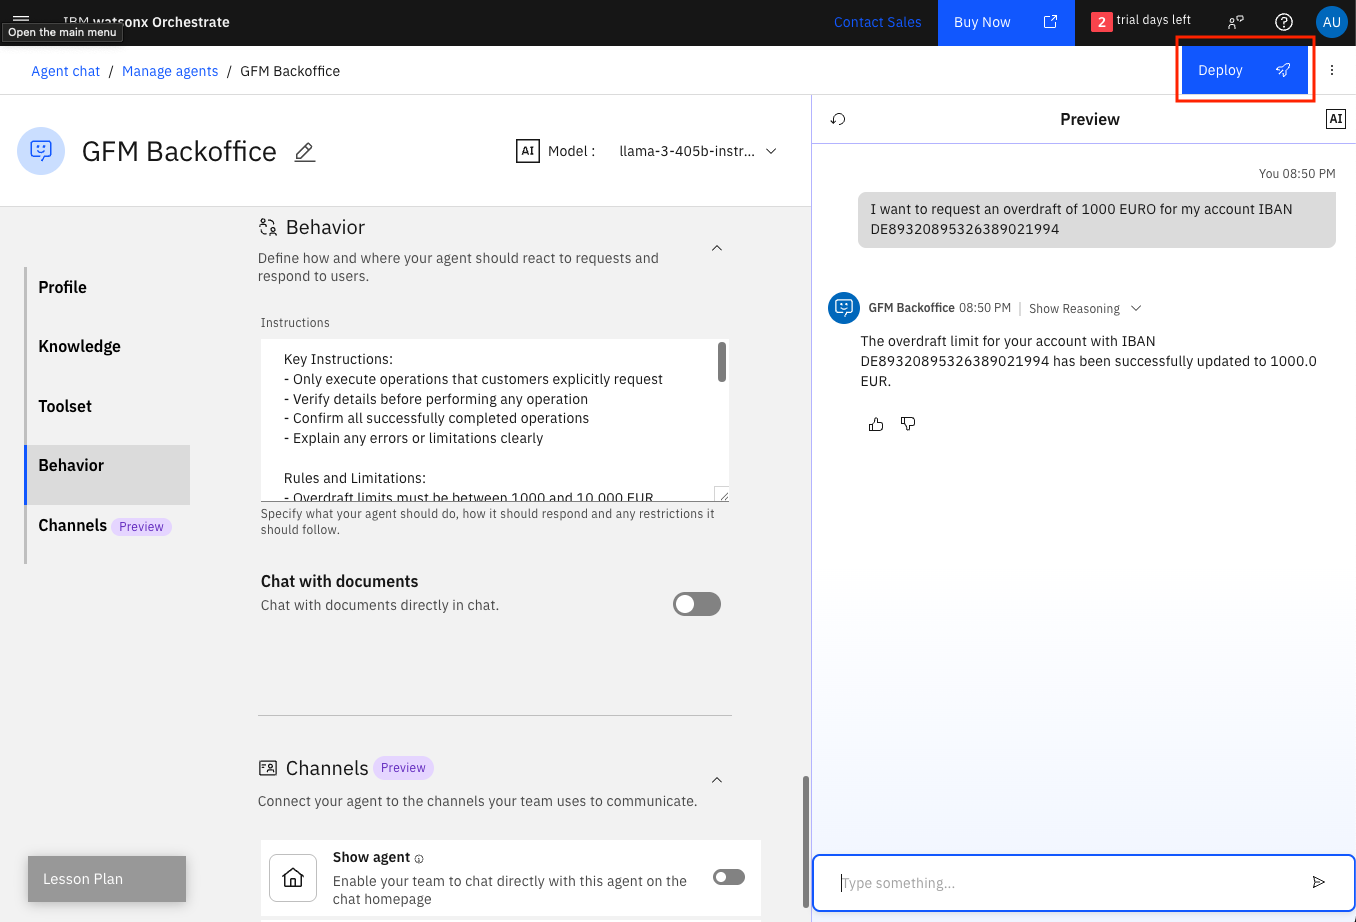 IBM watsonx Orchestrate
Open the main menu
Contact Sales
Buy Now
2 trial days left
AU
Agent chat / Manage agents / GFM Backoffice
Deploy
GFM Backoffice
AI Model :
llama-3-405b-instr...
Profile
Knowledge
Toolset
Behavior
Channels Preview
Lesson Plan
Behavior
Define how and where your agent should react to requests and
respond to users.
Instructions
Key Instructions:
- Only execute operations that customers explicitly request
- Verify details before performing any operation
- Confirm all successfully completed operations
- Explain any errors or limitations clearly
Rules and Limitations:
- Overdraft limits must be between 1000 and 10,000 EUR
Specify what your agent should do, how it should respond and any restrictions it
should follow.
Chat with documents
Chat with documents directly in chat.
Channels Preview
Connect your agent to the channels your team uses to communicate.
Show agent
Enable your team to chat directly with this agent on the
chat homepage
Preview
AI
You 08:50 PM
I want to request an overdraft of 1000 EURO for my account IBAN
DE89320895326389021994
GFM Backoffice 08:50 PM | Show Reasoning
The overdraft limit for your account with IBAN
DE89320895326389021994 has been successfully updated to 1000.0
EUR.
Type something...